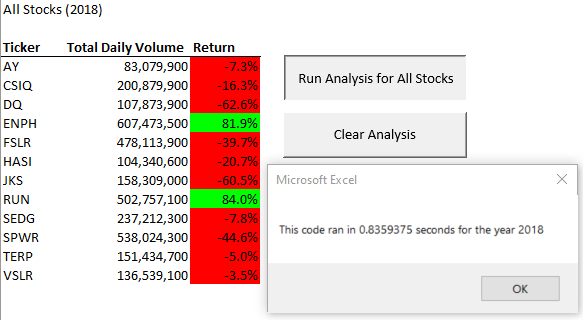 All Stocks (2018)
Ticker Total Daily Volume Return
AY 83,079,900 -7.3%
CSIQ 200,879,900 -16.3%
DQ 107,873,900 -62.6%
ENPH 607,473,500 81.9%
FSLR 478,113,900 -39.7%
HASI 104,340,600 -20.7%
JKS 158,309,000 -60.5%
RUN 502,757,100 84.0%
SEDG 237,212,300 -7.8%
SPWR 538,024,300 -44.6%
TERP 151,434,700 -5.0%
VSLR 136,539,100 -3.5%
Run Analysis for All Stocks
Clear Analysis
Microsoft Excel
This code ran in 0.8359375 seconds for the year 2018
OK